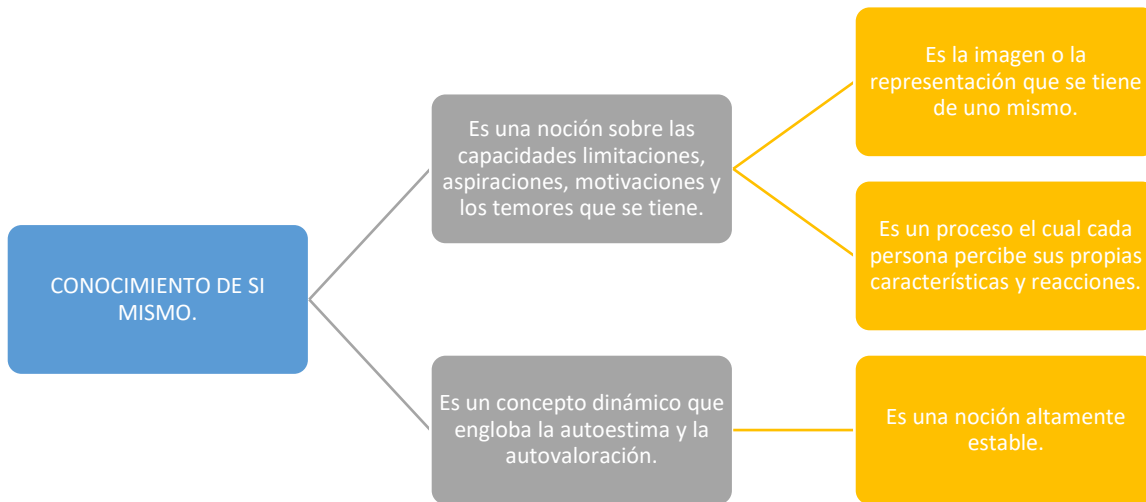 CONOCIMIENTO DE SI
MISMO.
Es una noción sobre las
capacidades limitaciones,
aspiraciones, motivaciones y
los temores que se tiene.
Es la imagen o la
representación que se tiene
de uno mismo.
Es un proceso el cual cada
persona percibe sus propias
características y reacciones.
Es un concepto dinámico que
engloba la autoestima y la
autovaloración.
Es una noción altamente
estable.